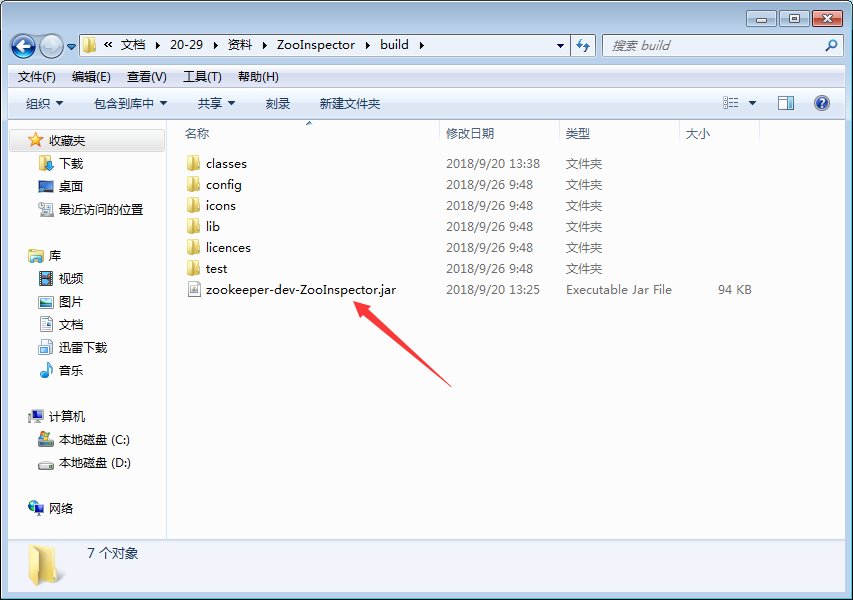 « 文档 ▸ 20-29 ▸ 资料 ▸ ZooInspector ▸ build ▸
搜索 build
文件(F) 编辑(E) 查看(V) 工具(T) 帮助(H)
组织 包含到库中 共享 刻录 新建文件夹
名称 修改日期 类型 大小
收藏夹
下载
桌面
最近访问的位置
库
视频
图片
文档
迅雷下载
音乐
计算机
本地磁盘 (C:)
本地磁盘 (D:)
网络
classes 2018/9/20 13:38 文件夹
config 2018/9/26 9:48 文件夹
icons 2018/9/26 9:48 文件夹
lib 2018/9/26 9:48 文件夹
licences 2018/9/26 9:48 文件夹
test 2018/9/26 9:48 文件夹
zookeeper-dev-ZooInspector.jar 2018/9/20 13:25 Executable Jar File 94 KB
7 个对象